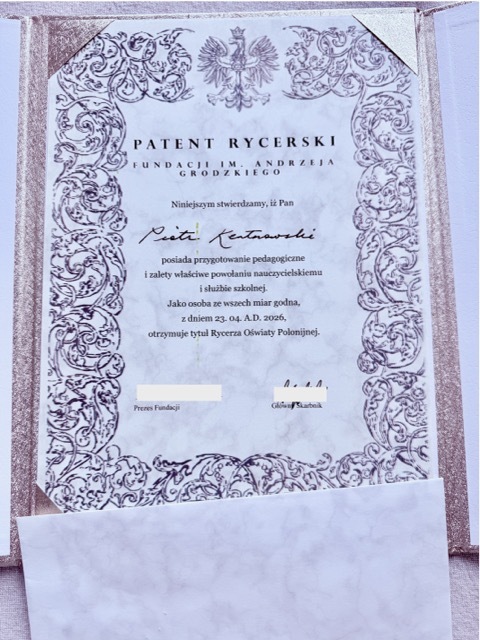 PATENT RYCERSKI
FUNDACJI IM. ANDRZEJA
GRODZKIEGO
Niniejszym stwierdzamy, iż Pan
Piotr
posiada przygotowanie pedagogiczne
i zalety właściwe powołaniu nauczycielskiemu
i służbie szkolnej.
Jako osoba ze wszech miar godna,
z dniem 23. 04. A.D. 2026,
otrzymuje tytuł Rycerza Oświaty Polonijnej.
Prezes Fundacji
Główny Skarbnik